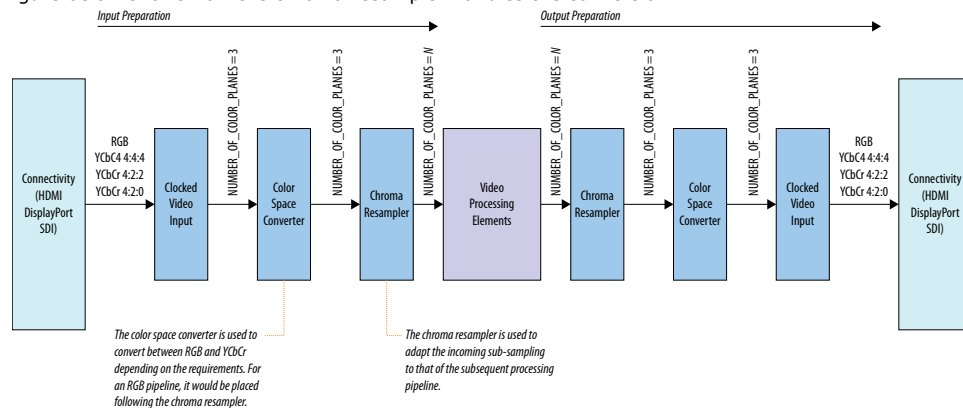 Input Preparation
Output Preparation
NUMBER_OF_COLOR_PLANES = 3
NUMBER_OF_COLOR_PLANES = 3
NUMBER_OF_COLOR_PLANES = N
NUMBER_OF_COLOR_PLANES = N
NUMBER_OF_COLOR_PLANES = 3
NUMBER_OF_COLOR_PLANES = 3
Connectivity
(HDMI
DisplayPort
SDI)
RGB
YCbC4 4:4:4
YCbCr 4:2:2
YCbCr 4:2:0
Clocked
Video
Input
Color
Space
Converter
Chroma
Resampler
Video
Processing
Elements
Chroma
Resampler
Color
Space
Converter
Clocked
Video
Input
RGB
YCbC4 4:4:4
YCbCr 4:2:2
YCbCr 4:2:0
Connectivity
(HDMI
DisplayPort
SDI)
The color space converter is used to
convert between RGB and YCbCr
depending on the requirements. For
an RGB pipeline, it would be placed
following the chroma resampler.
The chroma resampler is used to
adapt the incoming sub-sampling
to that of the subsequent processing
pipeline.